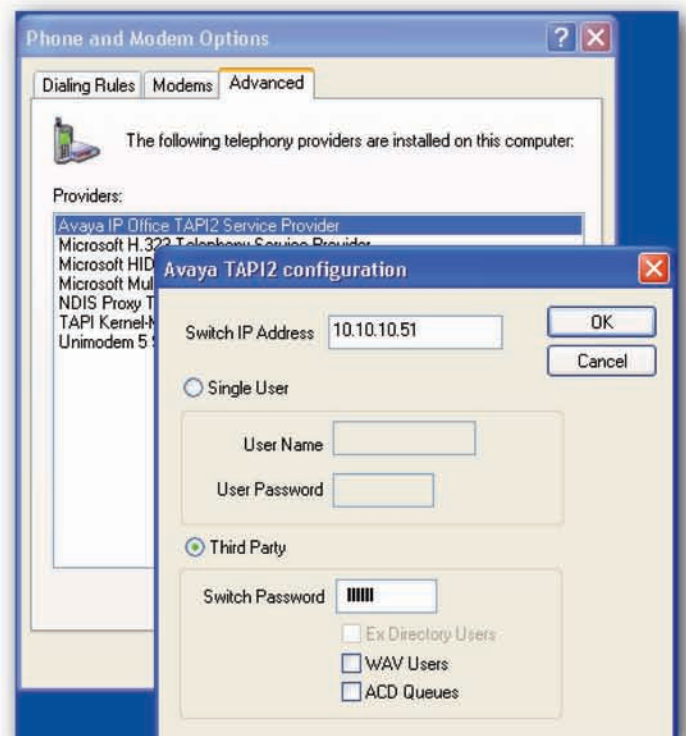 Phone and Modem Options
Dialing Rules
Modems
Advanced
The following telephony providers are installed on this computer:
Providers:
Avaya IP Office TAPI2 Service Provider
Microsoft H.323 Telephony Service Provider
Microsoft HID
Microsoft Mul
NDIS Proxy T
TAPI Kernel-M
Unimodem 5 S
Avaya TAPI2 configuration
Switch IP Address
10.10.10.51
OK
Cancel
Single User
User Name
User Password
Third Party
Switch Password
Ex Directory Users
WAV Users
ACD Queues